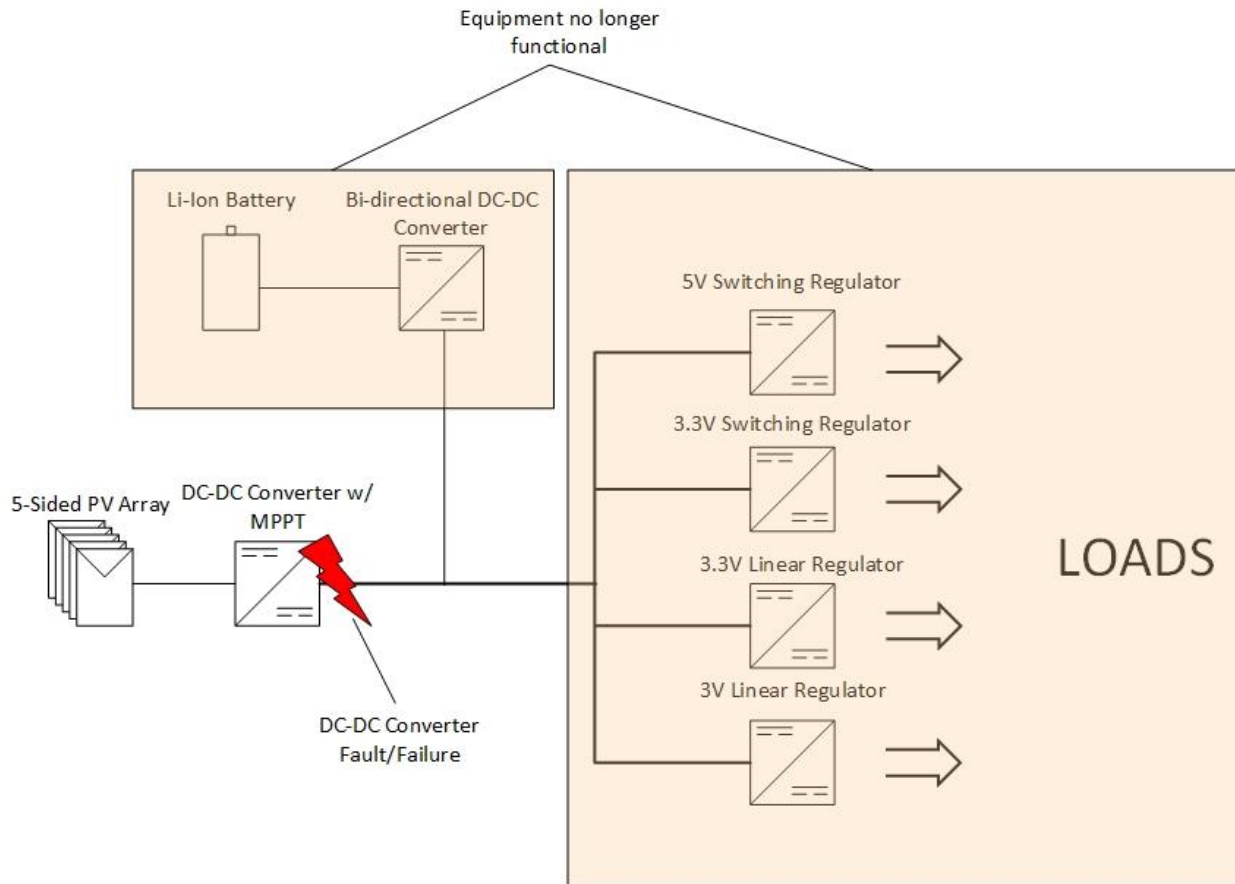 Equipment no longer
functional
Li-Ion Battery
Bi-directional DC-DC
Converter
5V Switching Regulator
3.3V Switching Regulator
5-Sided PV Array
DC-DC Converter w/
MPPT
3.3V Linear Regulator
LOADS
3V Linear Regulator
DC-DC Converter
Fault/Failure